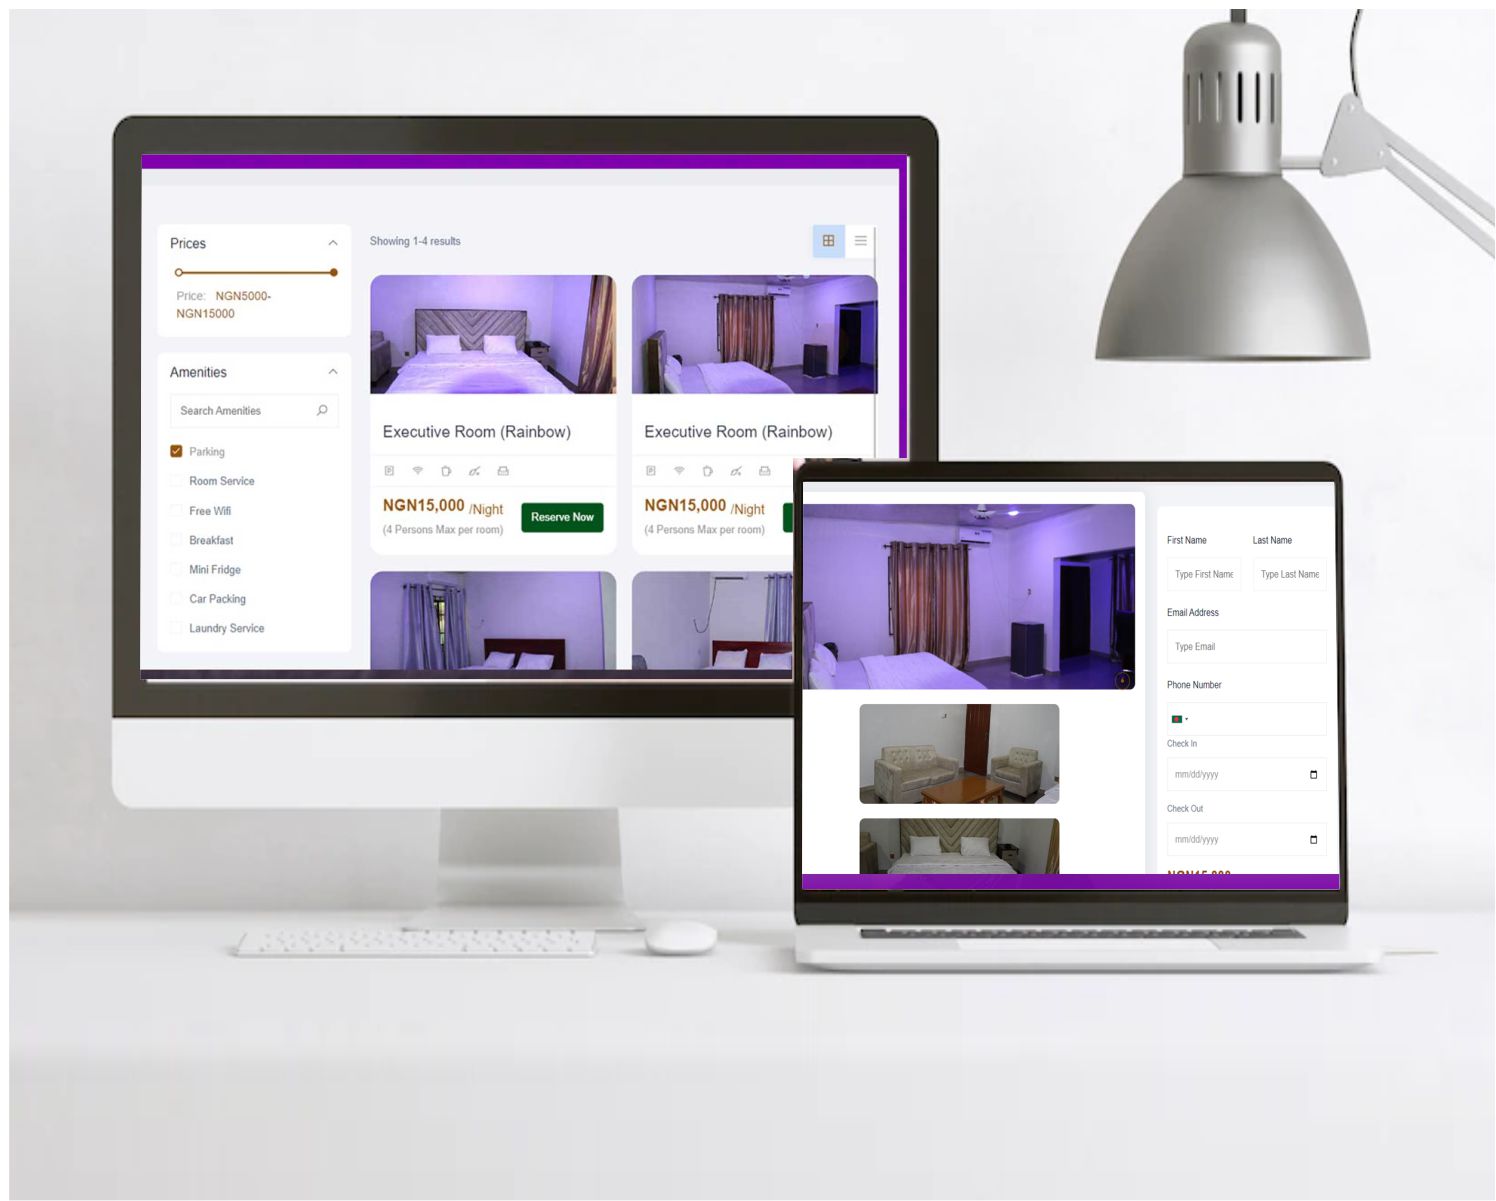 Prices
Price: NGN5000-
NGN15000
Amenities
Search Amenities
Parking
Room Service
Free Wifi
Breakfast
Mini Fridge
Car Packing
Laundry Service
Showing 1-4 results
Executive Room (Rainbow)
NGN15,000 /Night
(4 Persons Max per room)
Reserve Now
Executive Room (Rainbow)
NGN15,000 /Night
(4 Persons Max per room)
First Name Last Name
Type First Name Type Last Name
Email Address
Type Email
Phone Number
Check In
mm/dd/yyyy
Check Out
mm/dd/yyyy
NGN15,000